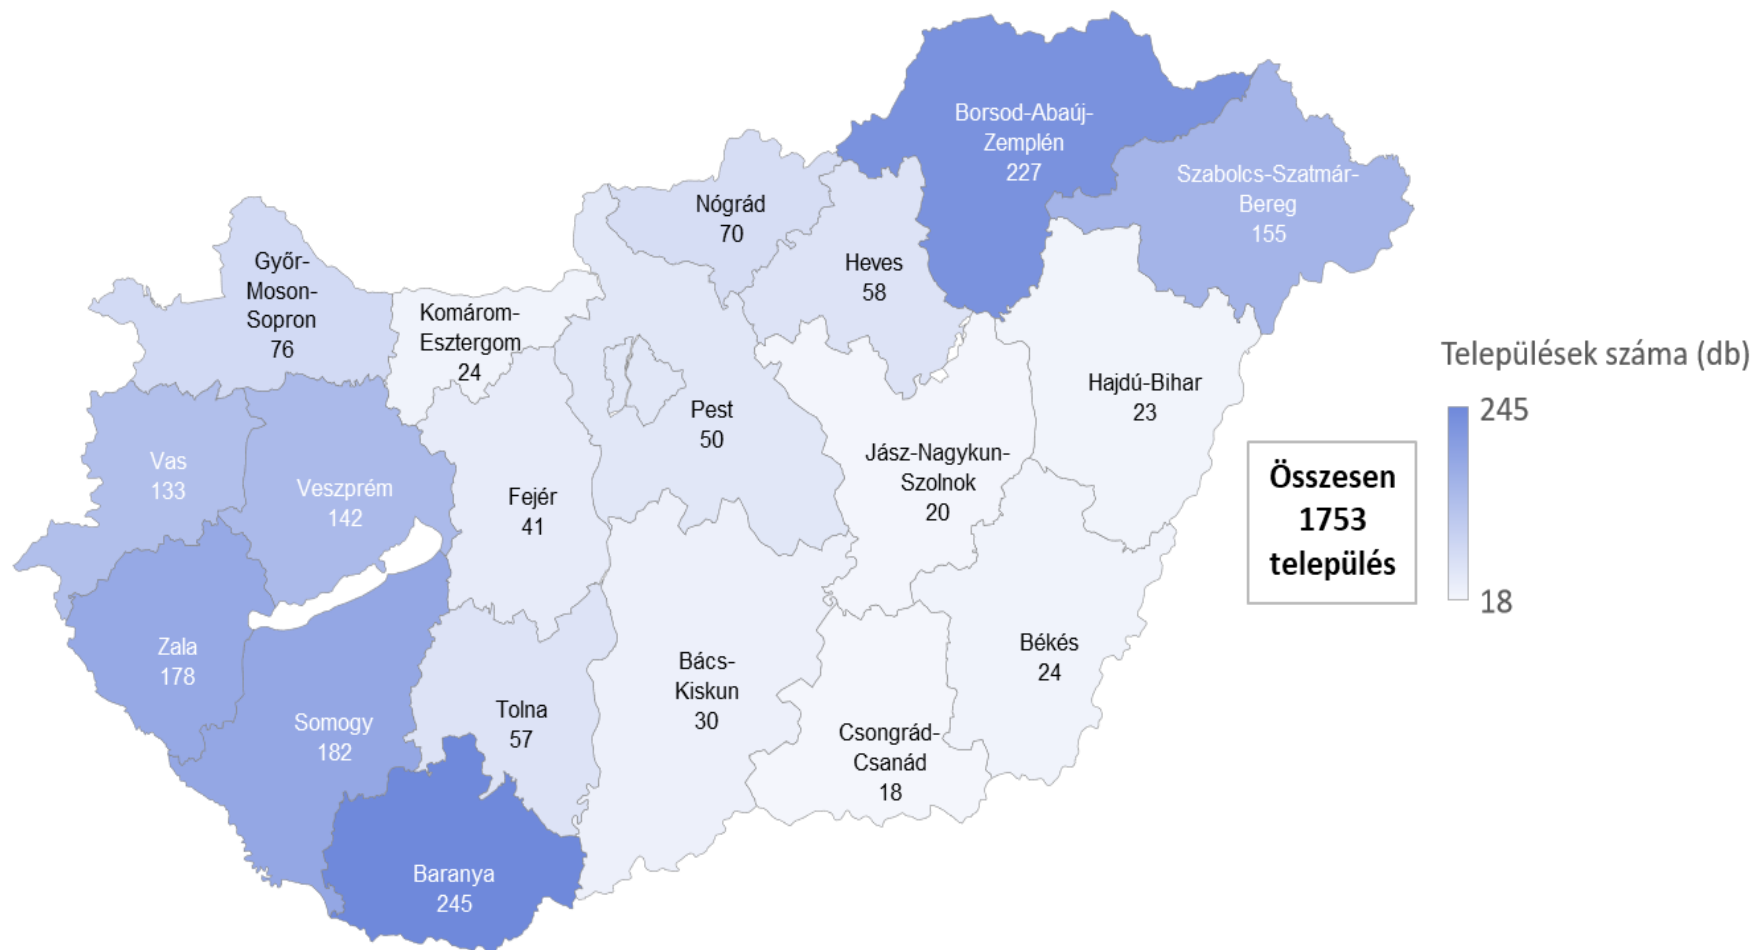 Borsod-Abaúj-
Zemplén
227
Szabolcs-Szatmár-
Bereg
155
Nógrád
70
Heves
58
Győr-
Moson-
Sopron
76
Komárom-
Esztergom
24
Pest
50
Hajdú-Bihar
23
Települések száma (db)
245
18
Összesen
1753
település
Vas
133
Veszprém
142
Fejér
41
Jász-Nagykun-
Szolnok
20
Zala
178
Somogy
182
Tolna
57
Bács-
Kiskun
30
Békés
24
Csongrád-
Csanád
18
Baranya
245